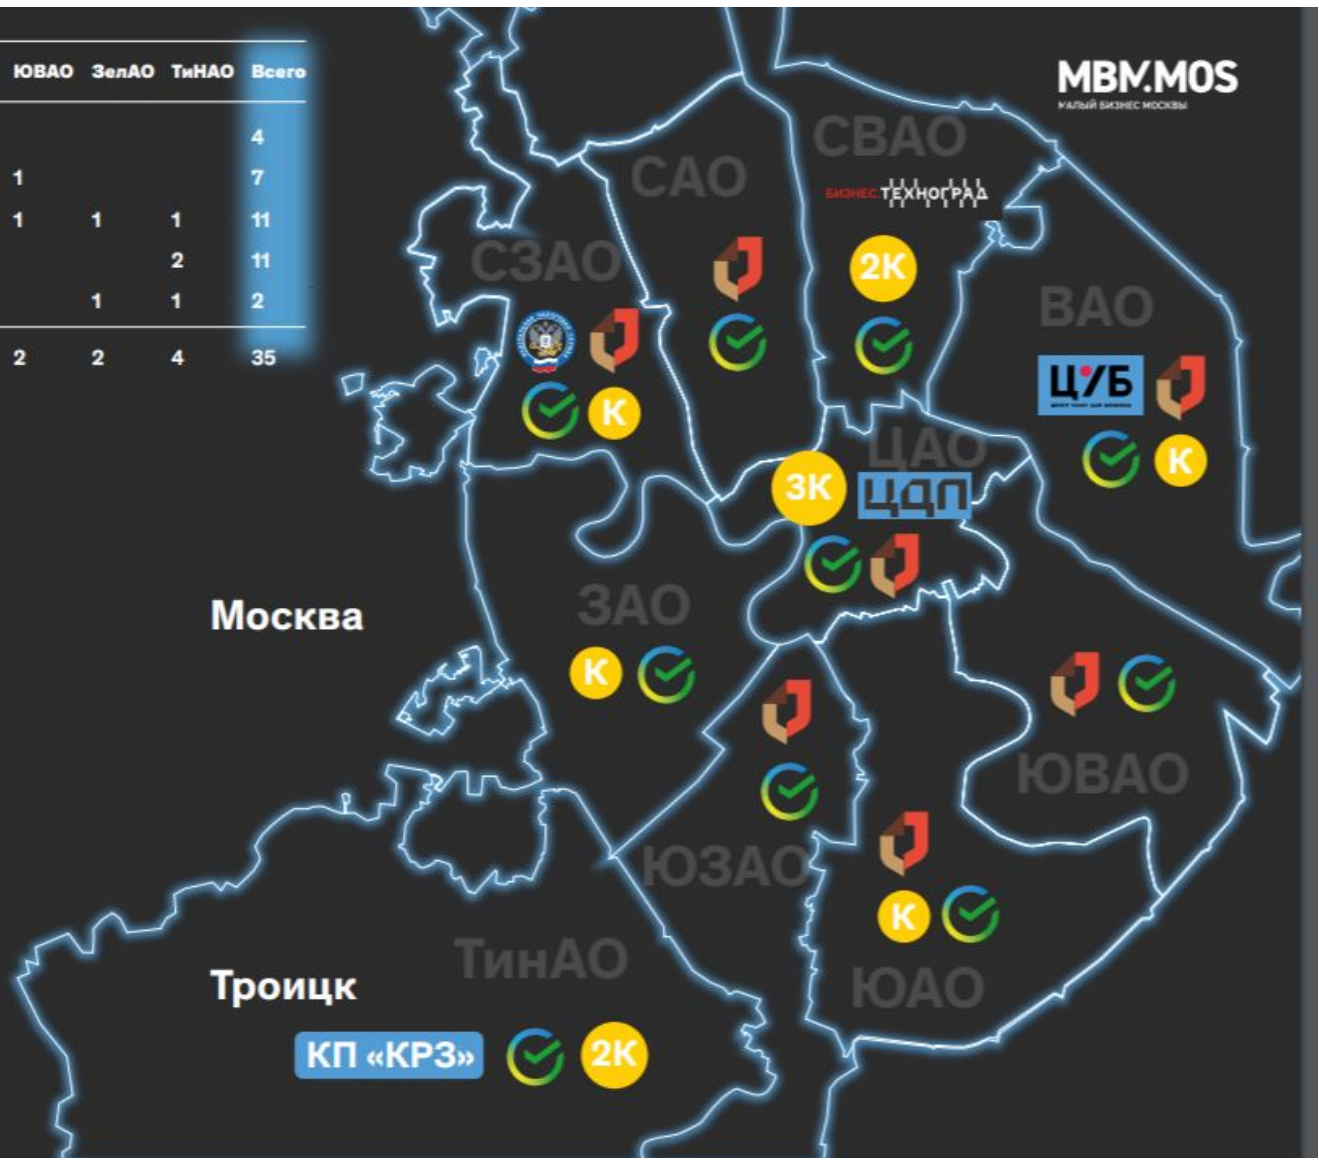 ЮВАО ЗелАО ТиНАО Всего
4
1 7
1 1 1 11
2 11
1 1 2
2 2 4 35
МВМ.MOS
МАЛЫЙ БИЗНЕС МОСКВЫ
СВАО
САО
БИЗНЕС.ТЕХНОГРАД
СЗАО
2К
ВАО
ЦУБ
К
ЦАО
К
3К
ЦДП
ЗАО
Москва
К
ЮВАО
ЮЗАО
К
ТинАО
Троицк
ЮАО
КП «КРЗ»
2К